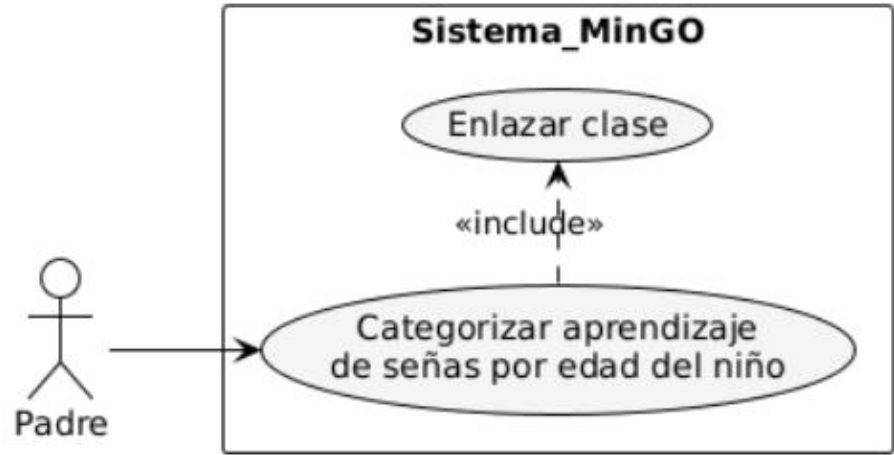 Sistema_MinGO
Enlazar clase
«include»
Categorizar aprendizaje
de señas por edad del niño
Padre